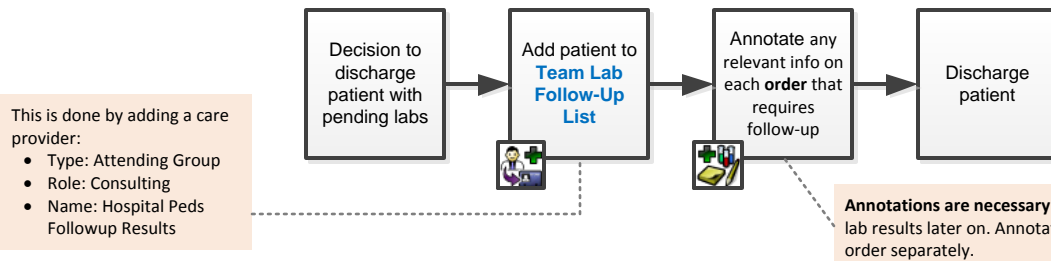 Decision to
discharge
patient with
pending labs
Add patient to
Team Lab
Follow-Up
List
Annotate any
relevant info on
each order that
requires
follow-up
Discharge
patient
This is done by adding a care
provider:
• Type: Attending Group
• Role: Consulting
• Name: Hospital Peds
Followup Results
Annotations are necessary
lab results later on. Annota
order separately.